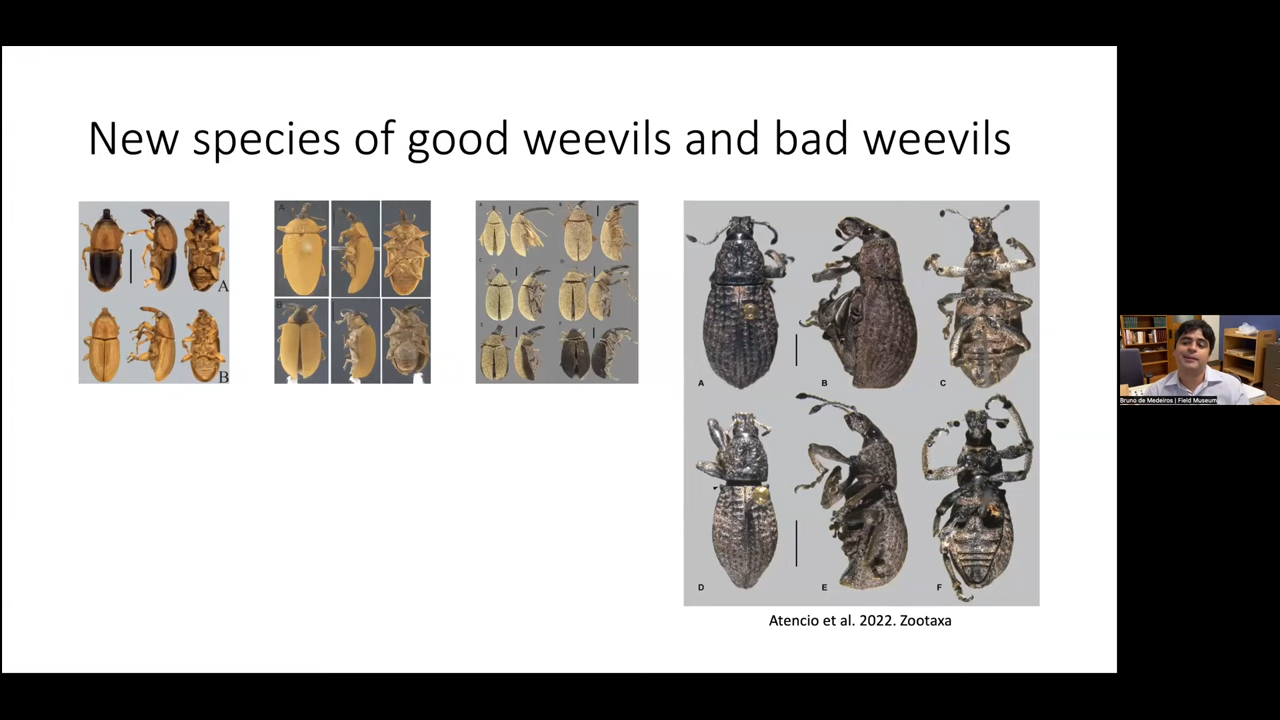 New species of good weevils and bad weevils
A
B
A
B
A
B
C
D
E
F
A
B
C
D
E
F
Atencio et al. 2022. Zootaxa
Bruno de Medeiros | Field Museum